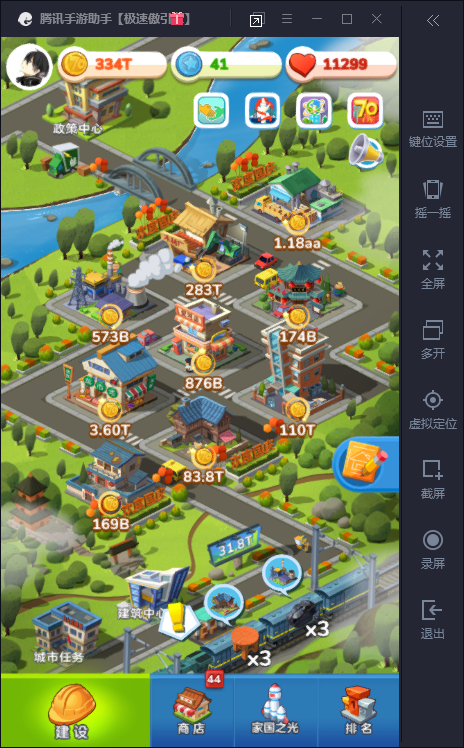 腾讯手游助手【极速傲引
334T
41
11299
70
政策中心
键位设置
摇一摇
全屏
多开
虚拟定位
截屏
录屏
退出
1.18aa
283T
573B
174B
876B
3.60T
110T
83.8T
169B
31.8T
建筑中心
城市任务
x3
x3
44
建设
商店
家国之光
排名